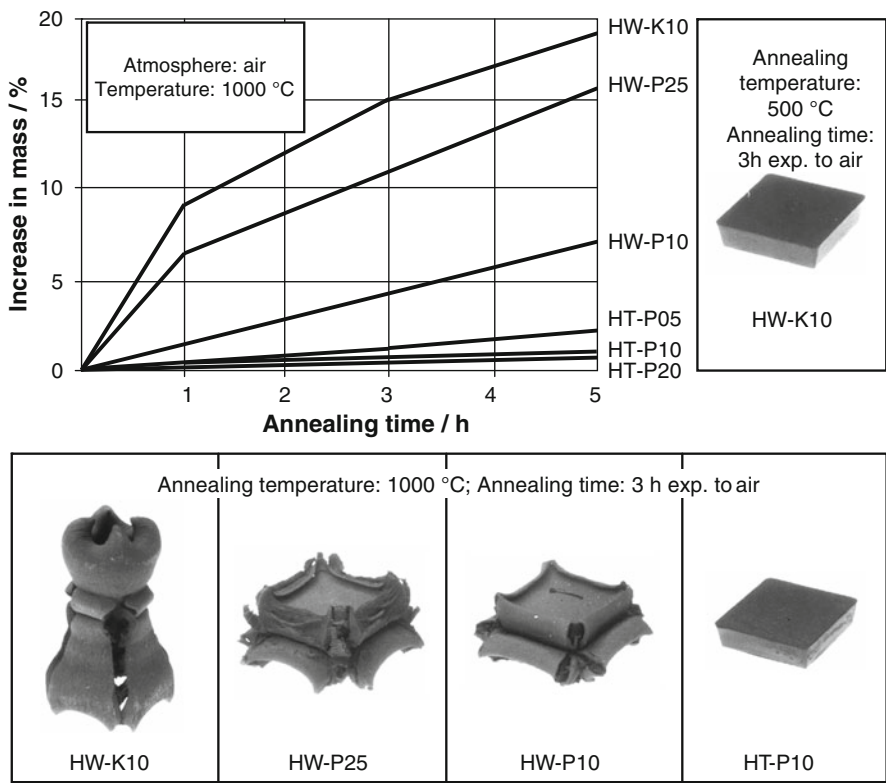 Increase in mass / %
20
15
10
5
0
Atmosphere: air
Temperature: 1000 °C
HW-K10
HW-P25
HW-P10
HT-P05
HT-P10
HT-P20
1 2 3 4 5
Annealing time / h
Annealing
temperature:
500 °C
Annealing time:
3h exp. to air
HW-K10
Annealing temperature: 1000 °C; Annealing time: 3 h exp. to air
HW-K10 HW-P25 HW-P10 HT-P10